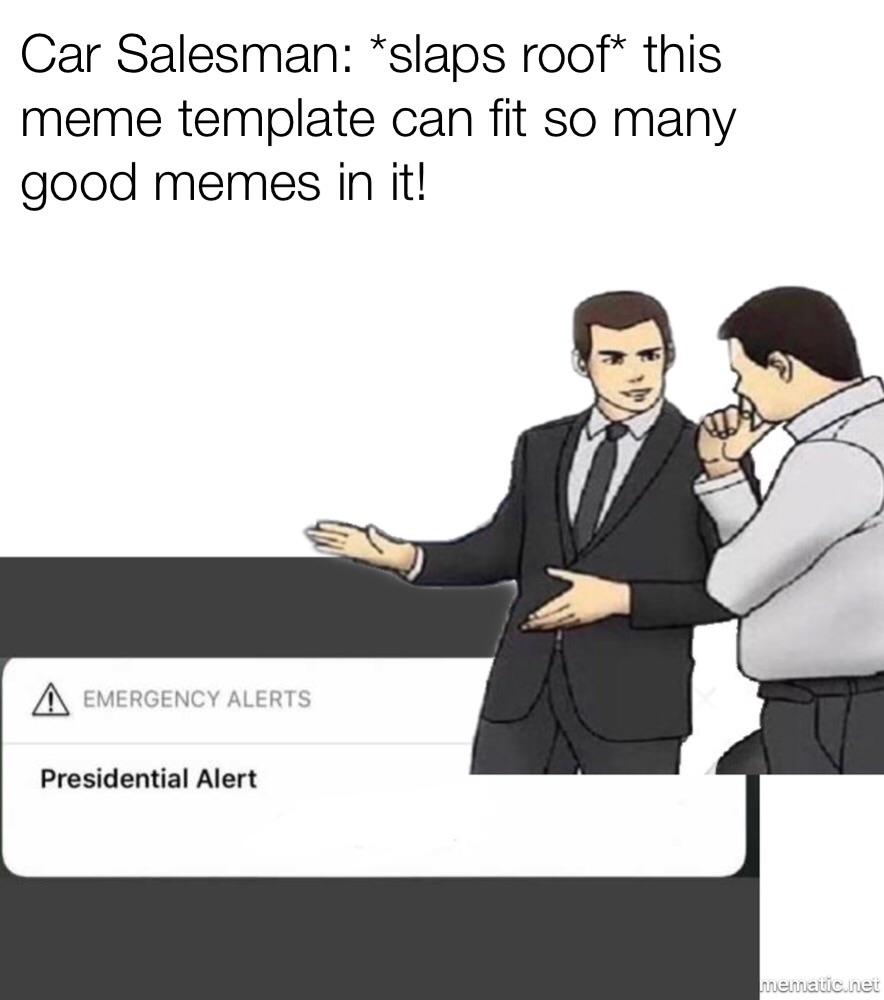 Car Salesman: *slaps roof* this
meme template can fit so many
good memes in it!
EMERGENCY ALERTS
Presidential Alert
mematic.net